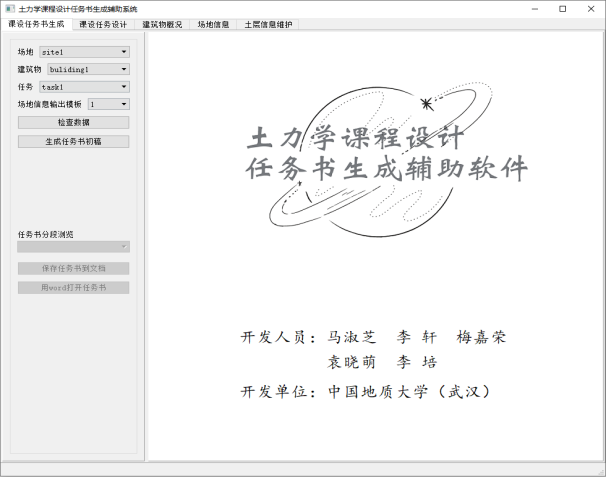 土力学课程设计任务书生成辅助系统
课设任务书生成 课设任务设计 建筑物概况 场地信息 土层信息维护
场地 site1
建筑物 buliding1
任务 task1
场地信息输出模板 1
检查数据
生成任务书初稿
任务书分段浏览
保存任务书到文档
用word打开任务书
土力学课程设计
任务书生成辅助软件
开发人员：马淑芝 李 轩 梅嘉荣
袁晓萌 李 培
开发单位：中国地质大学（武汉）